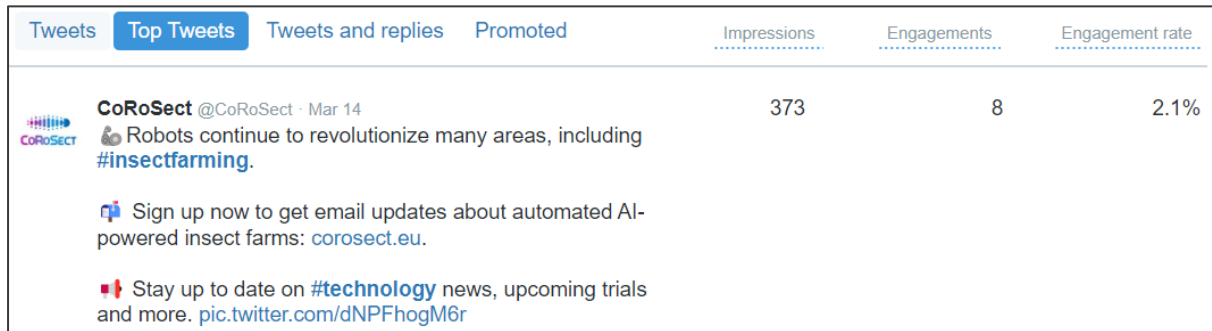 Tweets Top Tweets Tweets and replies Promoted Impressions Engagements Engagement rate
CoRoSect @CoRoSect · Mar 14 373 8 2.1%
🦾 Robots continue to revolutionize many areas, including
#insectfarming.
CoRoSect
📬 Sign up now to get email updates about automated AI-
powered insect farms: corosect.eu.
📢 Stay up to date on #technology news, upcoming trials
and more. pic.twitter.com/dNPFhogM6r